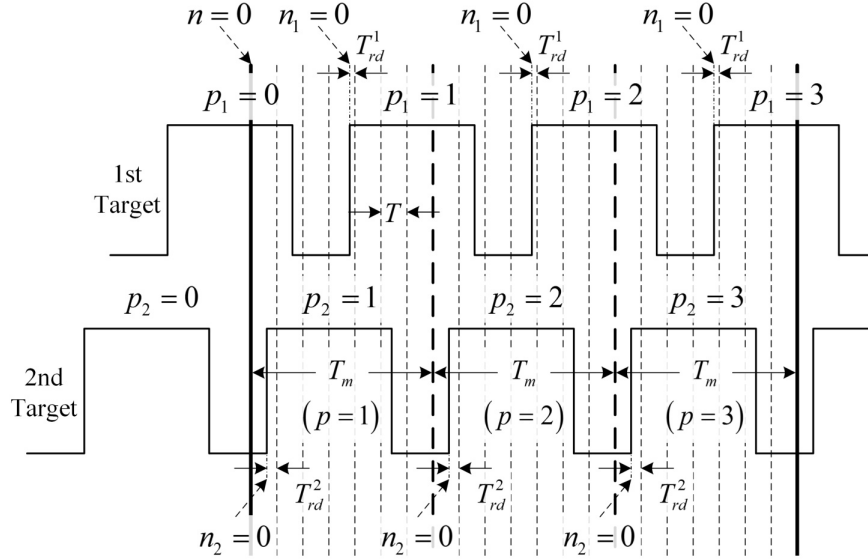 n = 0 n₁ = 0 n₁ = 0 n₁ = 0
T¹ᵣd T¹ᵣd T¹ᵣd
p₁ = 0 p₁ = 1 p₁ = 2 p₁ = 3
1st
Target
T
p₂ = 0 p₂ = 1 p₂ = 2 p₂ = 3
2nd
Target
Tₘ Tₘ Tₘ
(p = 1) (p = 2) (p = 3)
T²ᵣd T²ᵣd T²ᵣd
n₂ = 0 n₂ = 0 n₂ = 0